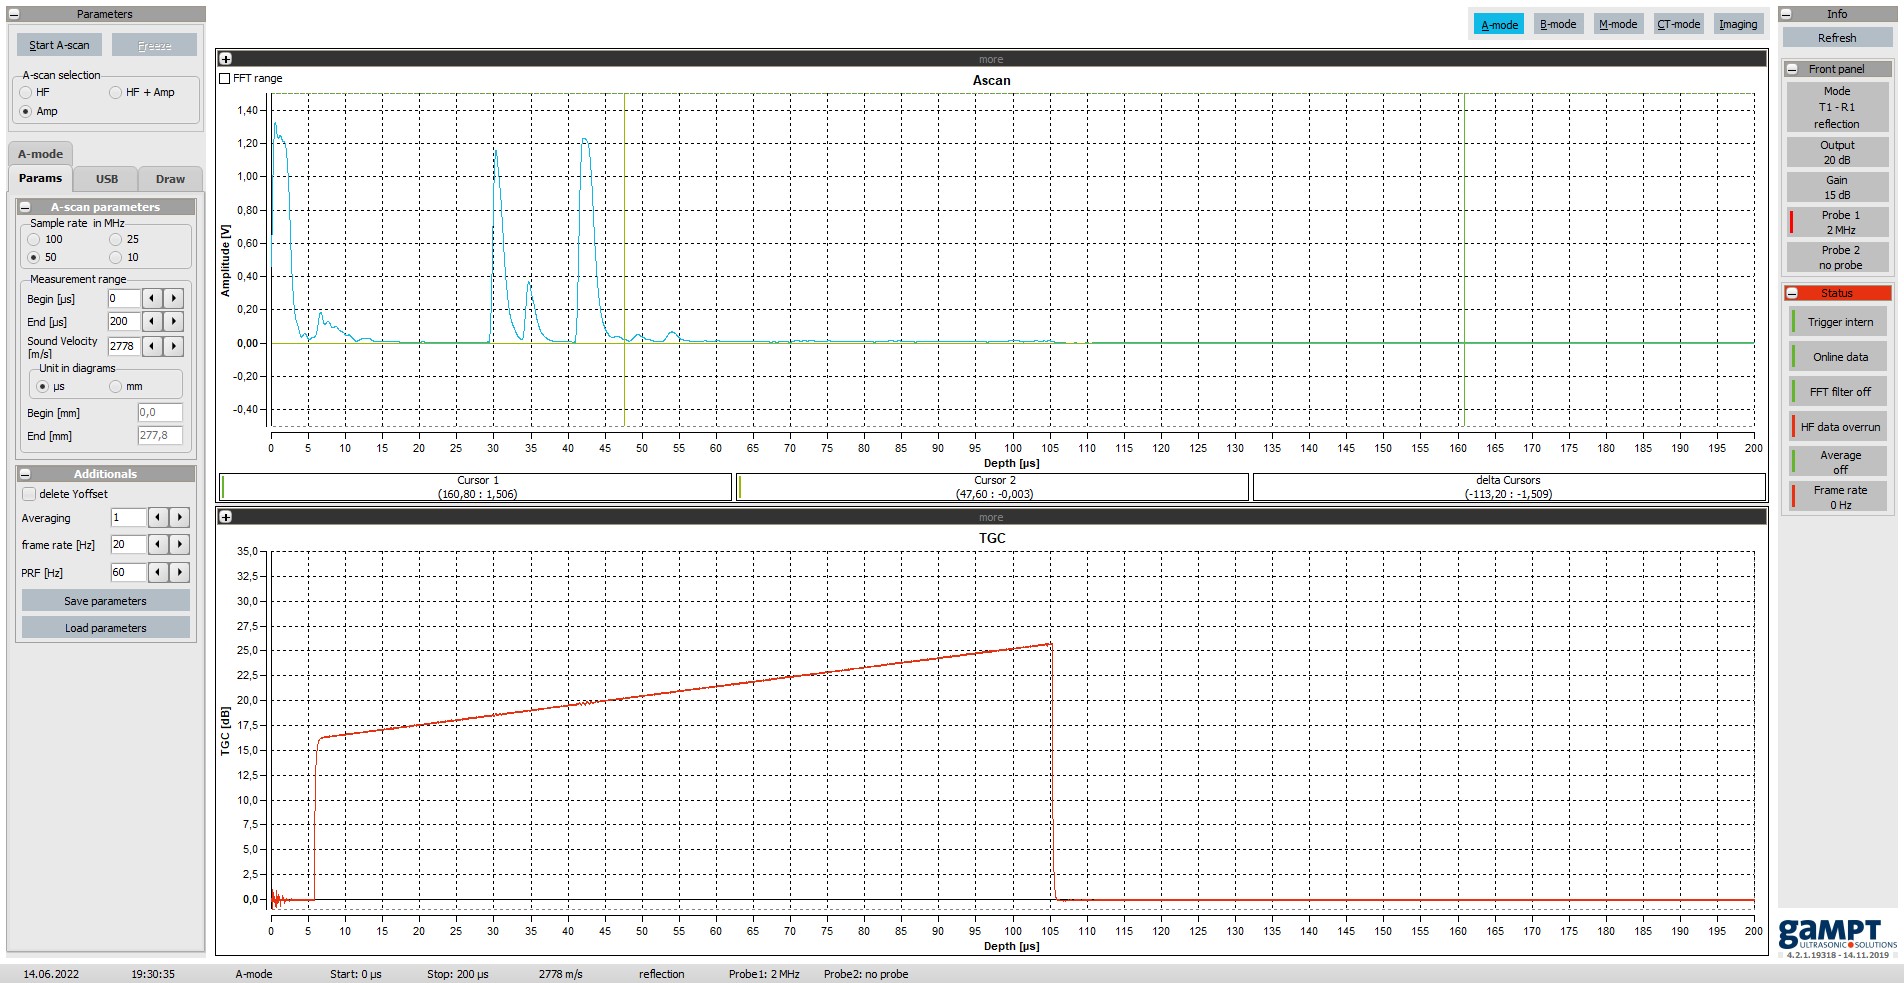 Parameters
Start A-scan
Freeze
A-scan selection
HF
HF + Amp
Amp
A-mode
Params
USB
Draw
A-scan parameters
Sample rate in MHz
100
25
50
10
Measurement range
Begin [µs]
0
End [µs]
200
Sound Velocity
[m/s]
2778
Unit in diagrams
µs
mm
Begin [mm]
0,0
End [mm]
277,8
Additionals
delete Yoffset
Averaging
1
frame rate [Hz]
20
PRF [Hz]
60
Save parameters
Load parameters
A-mode
B-mode
M-mode
CT-mode
Imaging
more
FFT range
Ascan
Amplitude [V]
1,40
1,20
1,00
0,80
0,60
0,40
0,20
0,00
-0,20
-0,40
0 5 10 15 20 25 30 35 40 45 50 55 60 65 70 75 80 85 90 95 100 105 110 115 120 125 130 135 140 145 150 155 160 165 170 175 180 185 190 195 200
Depth [µs]
Cursor 1
(160,80 : 1,506)
Cursor 2
(47,60 : -0,003)
delta Cursors
(-113,20 : -1,509)
more
TGC
TGC [dB]
35,0
32,5
30,0
27,5
25,0
22,5
20,0
17,5
15,0
12,5
10,0
7,5
5,0
2,5
0,0
0 5 10 15 20 25 30 35 40 45 50 55 60 65 70 75 80 85 90 95 100 105 110 115 120 125 130 135 140 145 150 155 160 165 170 175 180 185 190 195 200
Depth [µs]
Info
Refresh
Front panel
Mode
T1 - R1
reflection
Output
20 dB
Gain
15 dB
Probe 1
2 MHz
Probe 2
no probe
Status
Trigger intern
Online data
FFT filter off
HF data overrun
Average
off
Frame rate
0 Hz
gAMPT
ULTRASONIC SOLUTIONS
4.2.1.19318 - 14.11.2019
14.06.2022
19:30:35
A-mode
Start: 0 µs
Stop: 200 µs
2778 m/s
reflection
Probe1: 2 MHz
Probe2: no probe